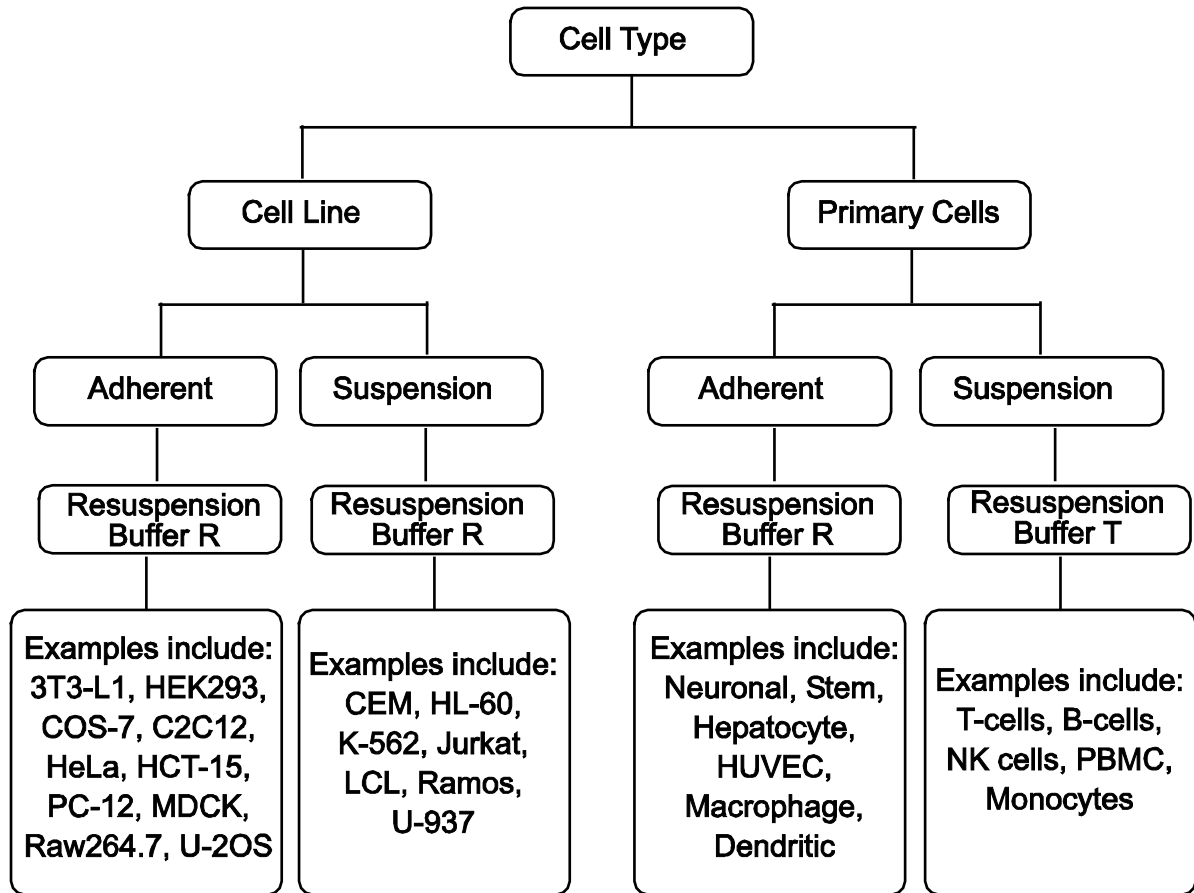 Cell Type
Cell Line
Primary Cells
Adherent
Suspension
Adherent
Suspension
Resuspension
Buffer R
Resuspension
Buffer R
Resuspension
Buffer R
Resuspension
Buffer T
Examples include:
3T3-L1, HEK293,
COS-7, C2C12,
HeLa, HCT-15,
PC-12, MDCK,
Raw264.7, U-2OS
Examples include:
CEM, HL-60,
K-562, Jurkat,
LCL, Ramos,
U-937
Examples include:
Neuronal, Stem,
Hepatocyte,
HUVEC,
Macrophage,
Dendritic
Examples include:
T-cells, B-cells,
NK cells, PBMC,
Monocytes